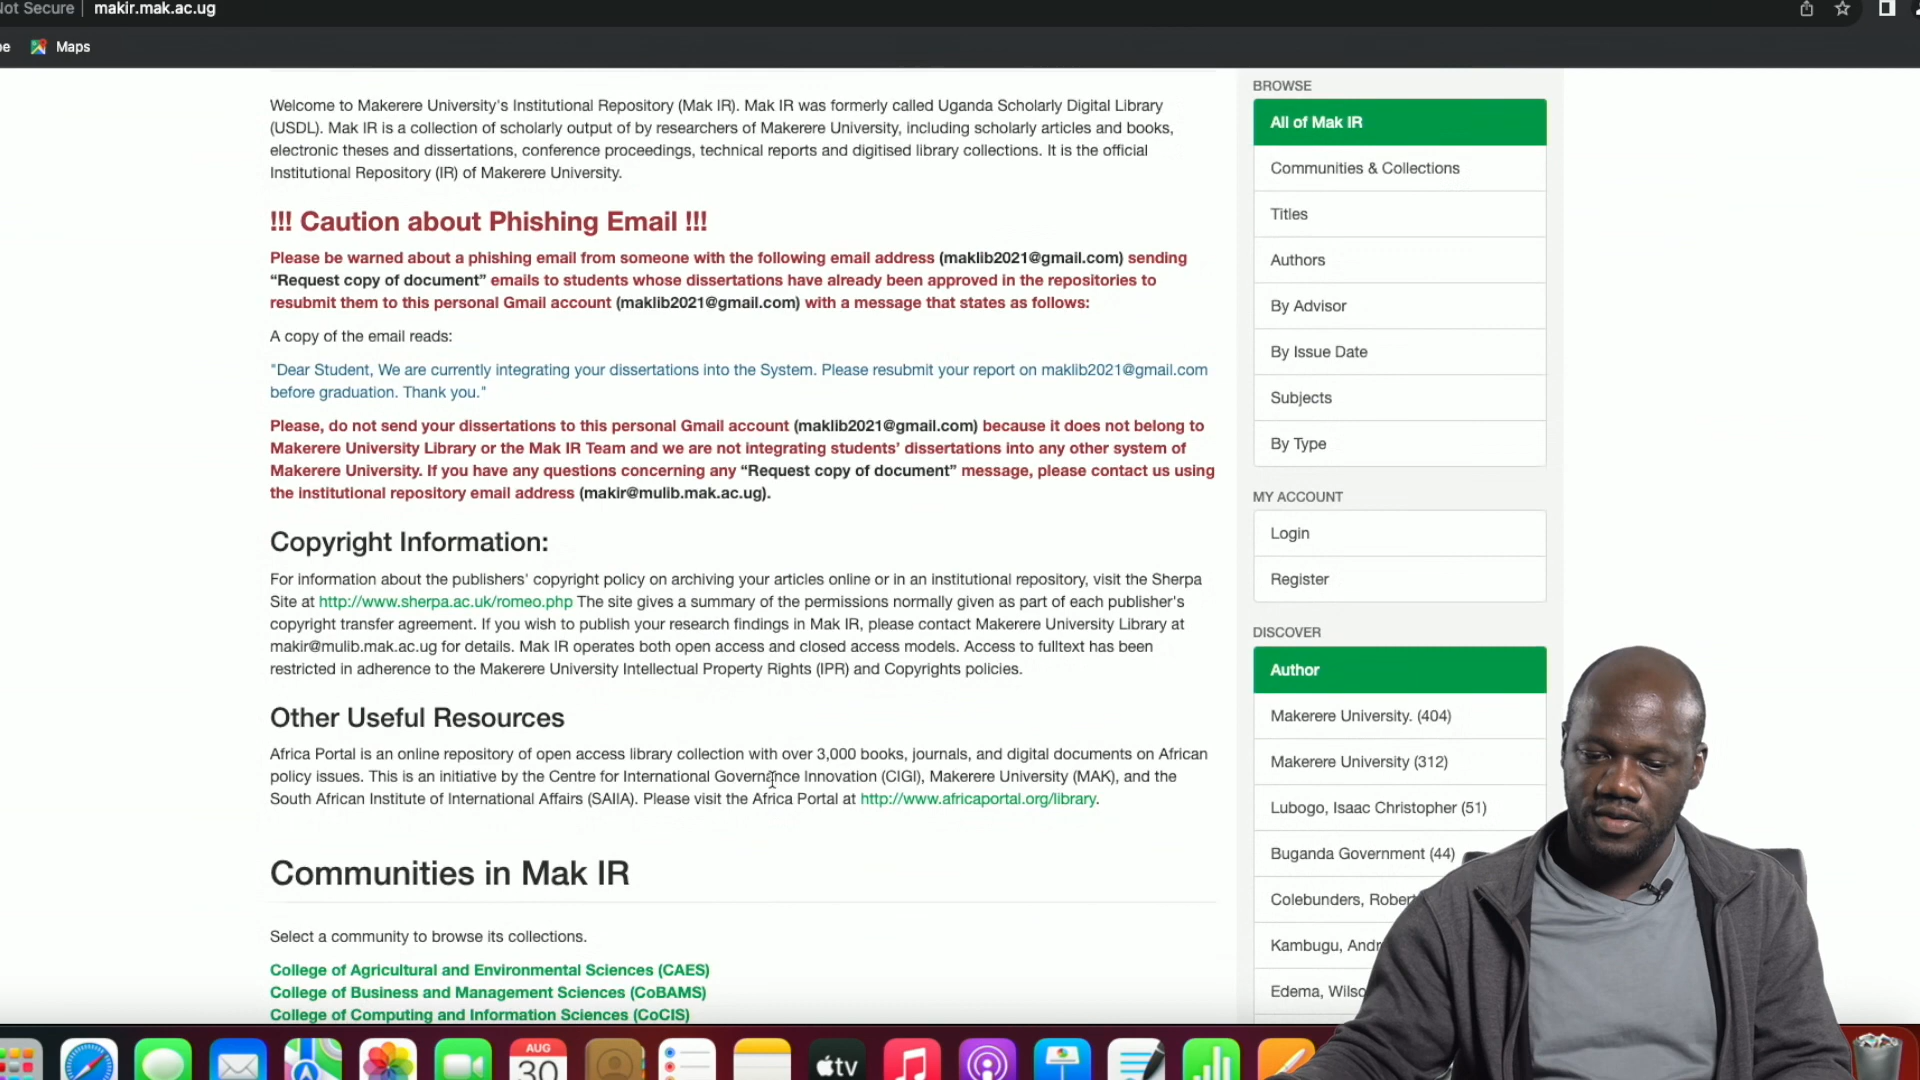 Not Secure
makir.mak.ac.ug
Maps
Welcome to Makerere University's Institutional Repository (Mak IR). Mak IR was formerly called Uganda Scholarly Digital Library
(USDL). Mak IR is a collection of scholarly output of by researchers of Makerere University, including scholarly articles and books,
electronic theses and dissertations, conference proceedings, technical reports and digitised library collections. It is the official
Institutional Repository (IR) of Makerere University.
!!! Caution about Phishing Email !!!
Please be warned about a phishing email from someone with the following email address (maklib2021@gmail.com) sending
“Request copy of document” emails to students whose dissertations have already been approved in the repositories to
resubmit them to this personal Gmail account (maklib2021@gmail.com) with a message that states as follows:
A copy of the email reads:
"Dear Student, We are currently integrating your dissertations into the System. Please resubmit your report on maklib2021@gmail.com
before graduation. Thank you."
Please, do not send your dissertations to this personal Gmail account (maklib2021@gmail.com) because it does not belong to
Makerere University Library or the Mak IR Team and we are not integrating students’ dissertations into any other system of
Makerere University. If you have any questions concerning any “Request copy of document” message, please contact us using
the institutional repository email address (makir@mulib.mak.ac.ug).
Copyright Information:
For information about the publishers’ copyright policy on archiving your articles online or in an institutional repository, visit the Sherpa
Site at http://www.sherpa.ac.uk/romeo.php The site gives a summary of the permissions normally given as part of each publisher's
copyright transfer agreement. If you wish to publish your research findings in Mak IR, please contact Makerere University Library at
makir@mulib.mak.ac.ug for details. Mak IR operates both open access and closed access models. Access to fulltext has been
restricted in adherence to the Makerere University Intellectual Property Rights (IPR) and Copyrights policies.
Other Useful Resources
Africa Portal is an online repository of open access library collection with over 3,000 books, journals, and digital documents on African
policy issues. This is an initiative by the Centre for International Governance Innovation (CIGI), Makerere University (MAK), and the
South African Institute of International Affairs (SAIIA). Please visit the Africa Portal at http://www.africaportal.org/library.
Communities in Mak IR
Select a community to browse its collections.
College of Agricultural and Environmental Sciences (CAES)
College of Business and Management Sciences (CoBAMS)
College of Computing and Information Sciences (CoCIS)
BROWSE
All of Mak IR
Communities & Collections
Titles
Authors
By Advisor
By Issue Date
Subjects
By Type
MY ACCOUNT
Login
Register
DISCOVER
Author
Makerere University. (404)
Makerere University (312)
Lubogo, Isaac Christopher (51)
Buganda Government (44)
Colebunders, Rober
Kambugu, Andr
Edema, Wils
AUG
30
tv